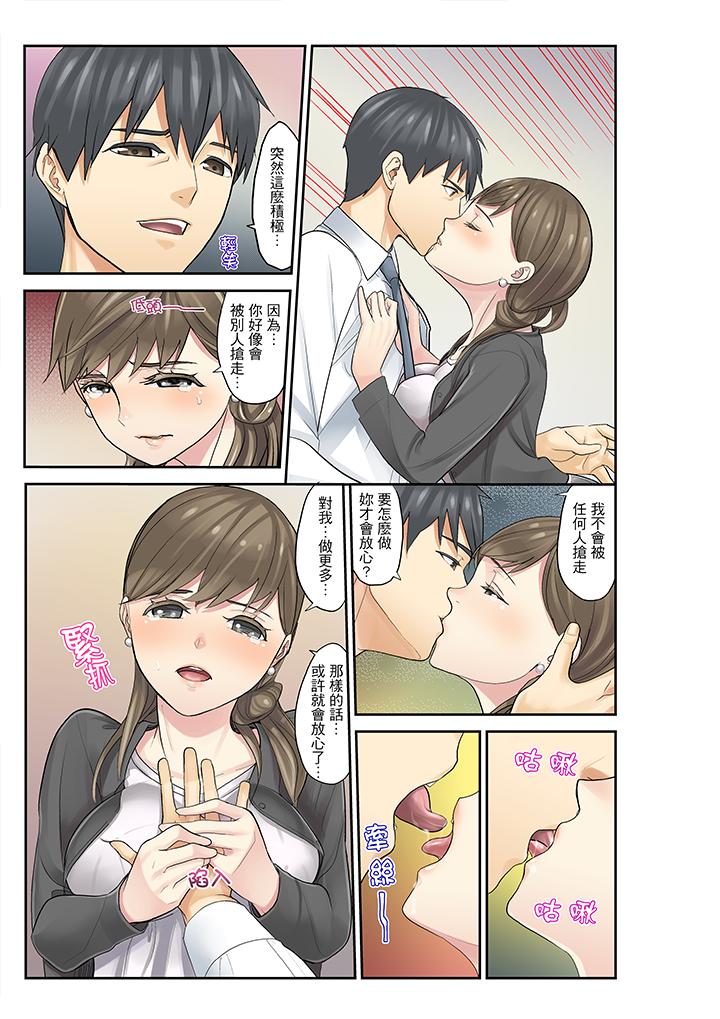 突然這麼積極…
輕笑
因為…
你好像會
被別人搶走…
低頭——
我不會被
任何人搶走
要怎麼做
妳才會放心？
咕啾
咕啾
牽絲——
對我…做更多…
那樣的話…
或許就會放心了…
緊抓
陷入